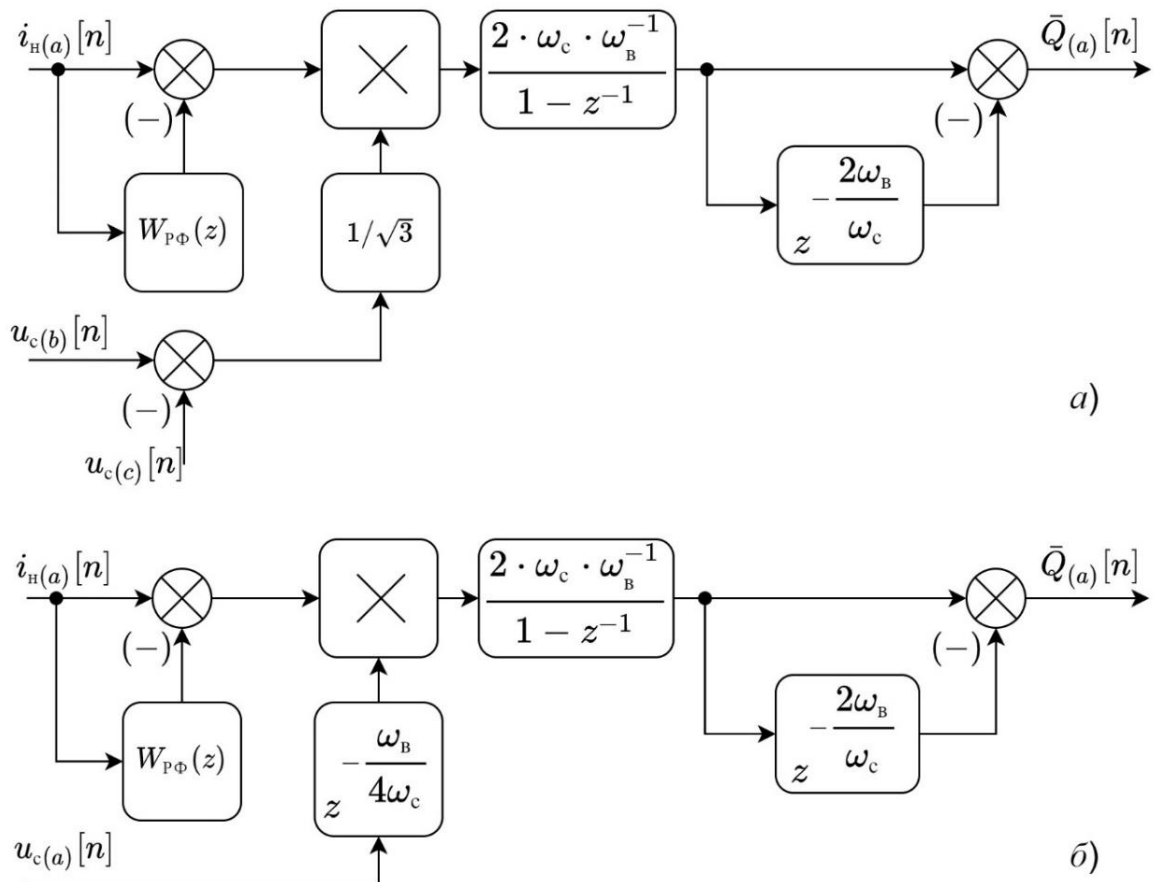 i_{н(a)}[n]
2 · ω_с · ω_в^{-1}
1 − z^{-1}
Q̄_{(a)}[n]
(−)
(−)
W_{РФ}(z)
1/√3
z^{-2ω_в/ω_с}
u_{с(b)}[n]
(−)
u_{с(c)}[n]
а)
i_{н(a)}[n]
2 · ω_с · ω_в^{-1}
1 − z^{-1}
Q̄_{(a)}[n]
(−)
(−)
W_{РФ}(z)
z^{-ω_в/4ω_с}
z^{-2ω_в/ω_с}
u_{с(a)}[n]
б)